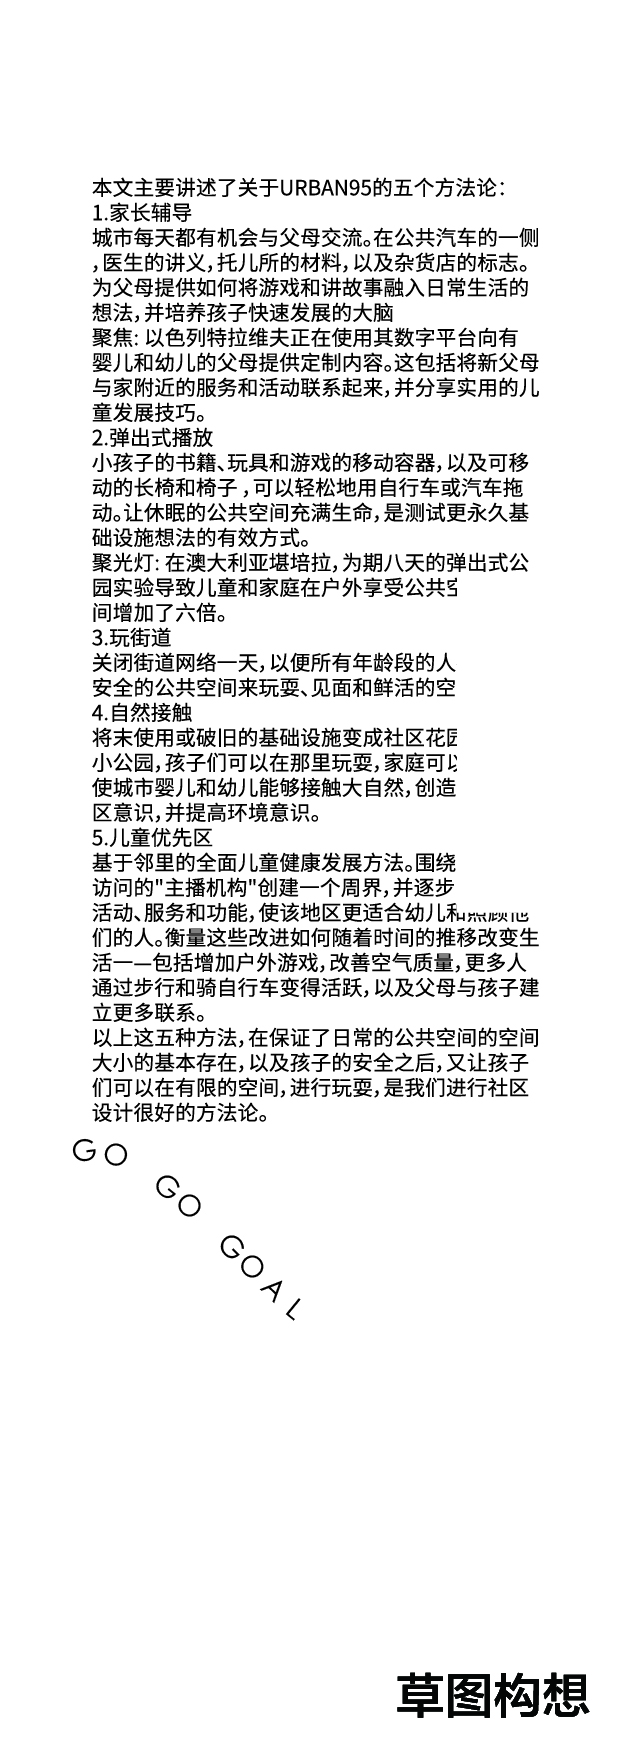 本文主要讲述了关于URBAN95的五个方法论：
1.家长辅导
城市每天都有机会与父母交流。在公共汽车的一侧
，医生的讲义，托儿所的材料，以及杂货店的标志。
为父母提供如何将游戏和讲故事融入日常生活的
想法，并培养孩子快速发展的大脑
聚焦：以色列特拉维夫正在使用其数字平台向有
婴儿和幼儿的父母提供定制内容。这包括将新父母
与家附近的服务和活动联系起来，并分享实用的儿
童发展技巧。
2.弹出式播放
小孩子的书籍、玩具和游戏的移动容器，以及可移
动的长椅和椅子，可以轻松地用自行车或汽车拖
动。让休眠的公共空间充满生命，是测试更永久基
础设施想法的有效方式。
聚光灯：在澳大利亚堪培拉，为期八天的弹出式公
园实验导致儿童和家庭在户外享受公共空
间增加了六倍。
3.玩街道
关闭街道网络一天，以便所有年龄段的人
安全的公共空间来玩耍、见面和鲜活的空
4.自然接触
将未使用或破旧的基础设施变成社区花园
小公园，孩子们可以在那里玩耍，家庭可以
使城市婴儿和幼儿能够接触大自然，创造
区意识，并提高环境意识。
5.儿童优先区
基于邻里的全面儿童健康发展方法。围绕
访问的"主播机构"创建一个周界，并逐步
活动、服务和功能，使该地区更适合幼儿和照顾他
们的人。衡量这些改进如何随着时间的推移改变生
活一—包括增加户外游戏，改善空气质量，更多人
通过步行和骑自行车变得活跃，以及父母与孩子建
立更多联系。
以上这五种方法，在保证了日常的公共空间的空间
大小的基本存在，以及孩子的安全之后，又让孩子
们可以在有限的空间，进行玩耍，是我们进行社区
设计很好的方法论。
GO GO GOAL
草图构想